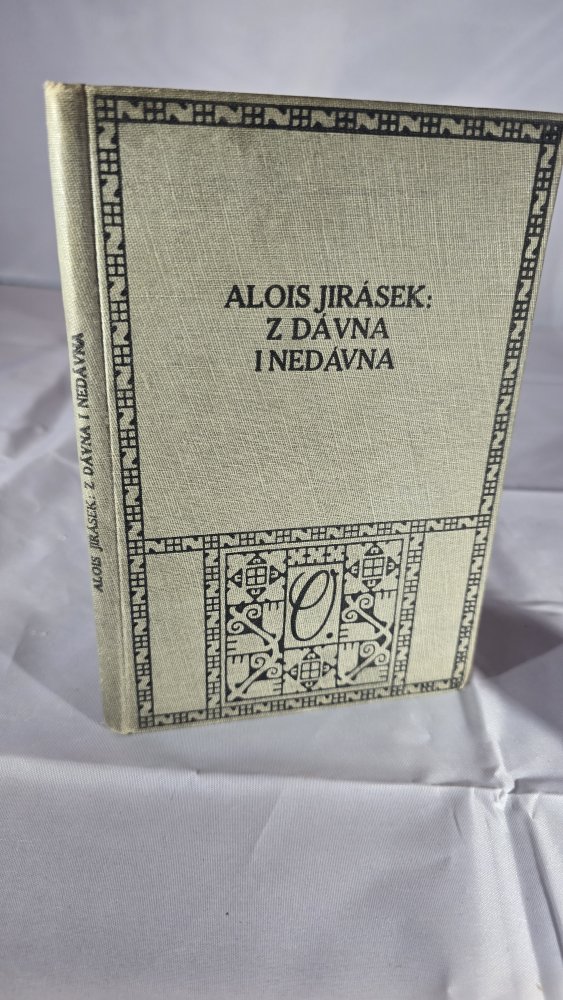 ALOIS JIRÁSEK:
Z DÁVNA
I NEDÁVNA
O.
ALOIS JIRÁSEK: Z DÁVNA I NEDÁVNA